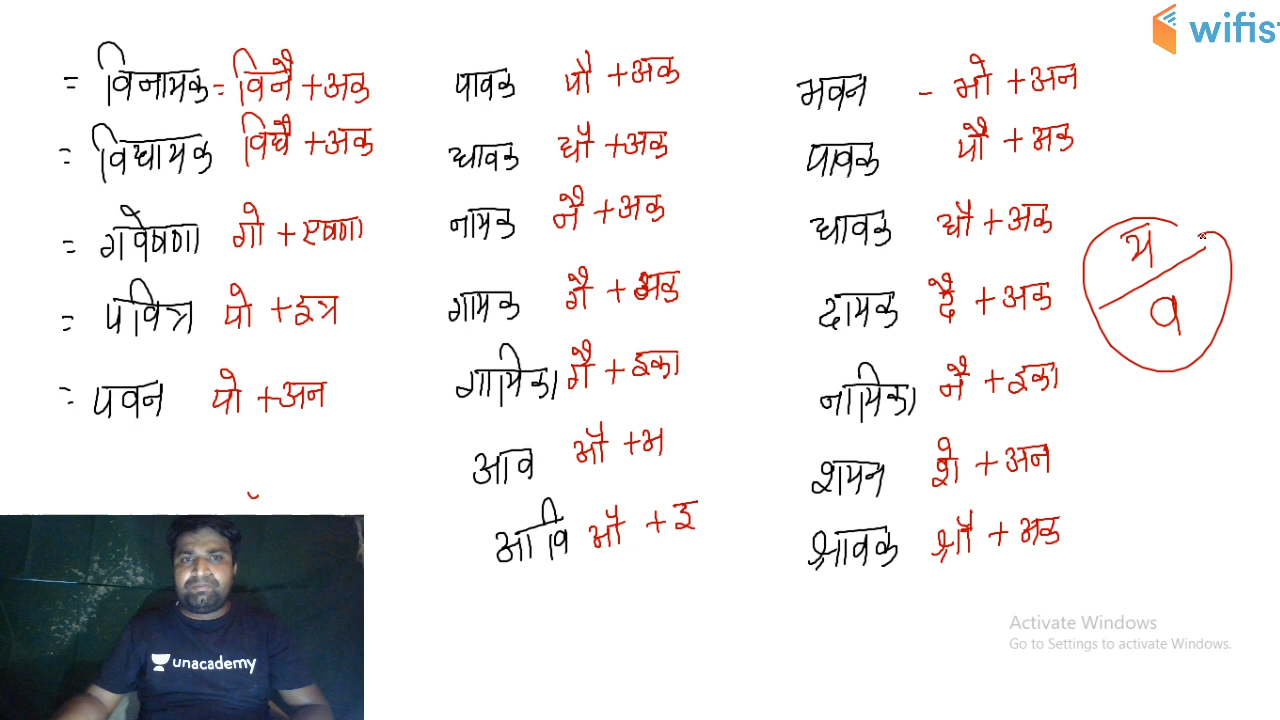 wifis
= विनायक = विनै + अक
= विधायक विधै + अक
= गवेषणा गो + एषणा
= पवित्र पो + इत्र
= पवन पो + अन
पावक पौ + अक
धावक धौ + अक
नायक नै + अक
गायक गै + अक
गायिका गै + इका
आव औ + अ
आवि औ + इ
भवन - भो + अन
पावक पौ + अक
धावक धौ + अक
दायक दै + अक
नायिका नै + इका
शयन शे + अन
श्रावक श्रौ + अक
य
व
unacademy
Activate Windows
Go to Settings to activate Windows.